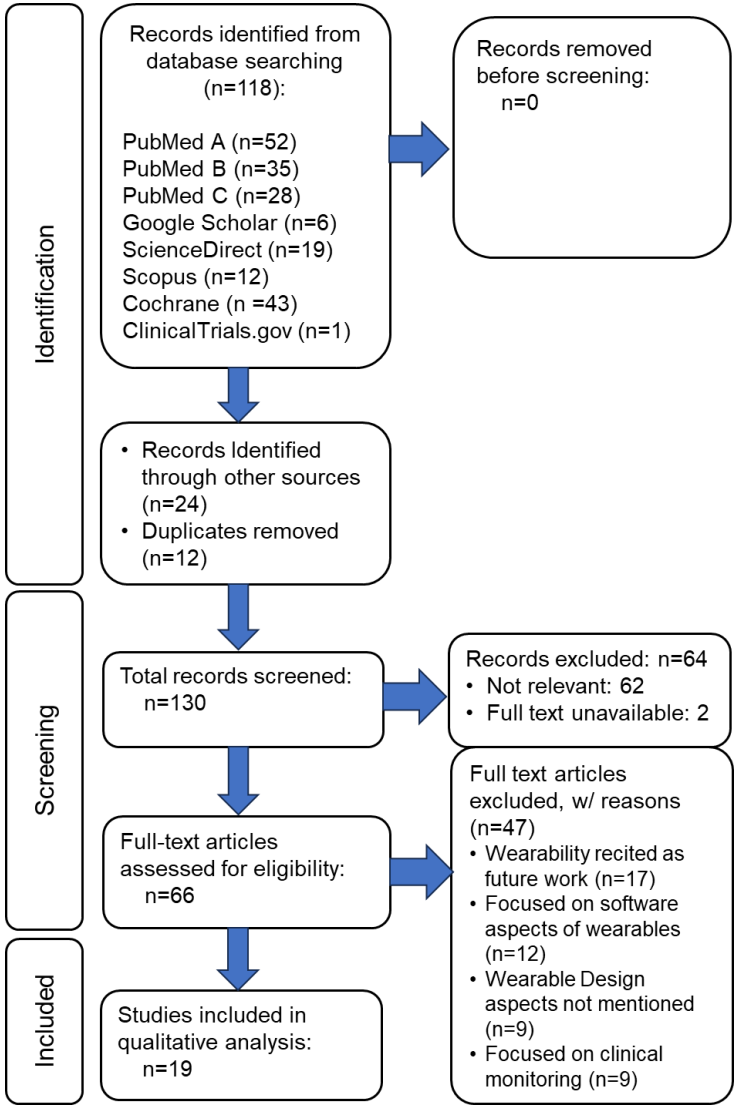 Identification
Records identified from
database searching
(n=118):
PubMed A (n=52)
PubMed B (n=35)
PubMed C (n=28)
Google Scholar (n=6)
ScienceDirect (n=19)
Scopus (n=12)
Cochrane (n =43)
ClinicalTrials.gov (n=1)
Records removed
before screening:
n=0
• Records Identified
through other sources
(n=24)
• Duplicates removed
(n=12)
Screening
Total records screened:
n=130
Records excluded: n=64
• Not relevant: 62
• Full text unavailable: 2
Full-text articles
assessed for eligibility:
n=66
Full text articles
excluded, w/ reasons
(n=47)
• Wearability recited as
future work (n=17)
• Focused on software
aspects of wearables
(n=12)
• Wearable Design
aspects not mentioned
(n=9)
• Focused on clinical
monitoring (n=9)
Included
Studies included in
qualitative analysis:
n=19